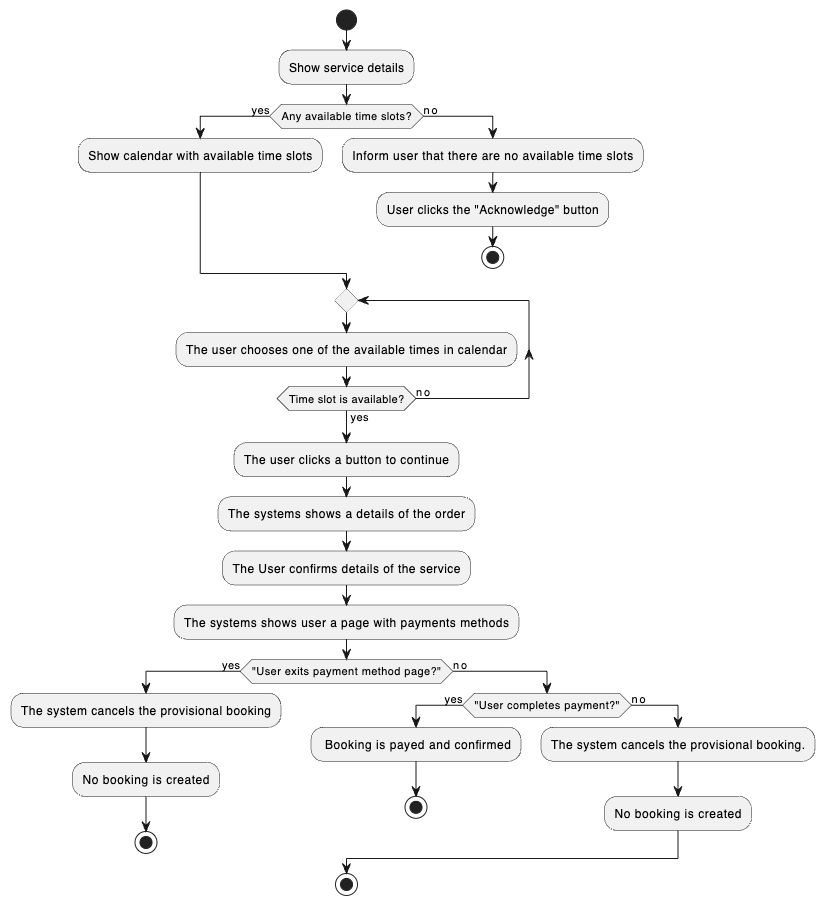 Show service details
yes
Any available time slots?
no
Show calendar with available time slots
Inform user that there are no available time slots
User clicks the "Acknowledge" button
The user chooses one of the available times in calendar
Time slot is available?
no
yes
The user clicks a button to continue
The systems shows a details of the order
The User confirms details of the service
The systems shows user a page with payments methods
yes
"User exits payment method page?"
no
The system cancels the provisional booking
No booking is created
yes
"User completes payment?"
no
Booking is payed and confirmed
The system cancels the provisional booking.
No booking is created